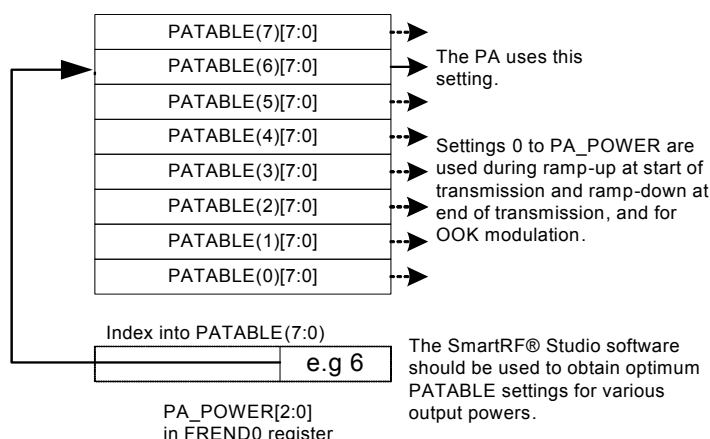 PATABLE(7)[7:0]
PATABLE(6)[7:0]
PATABLE(5)[7:0]
PATABLE(4)[7:0]
PATABLE(3)[7:0]
PATABLE(2)[7:0]
PATABLE(1)[7:0]
PATABLE(0)[7:0]
The PA uses this
setting.
Settings 0 to PA_POWER are
used during ramp-up at start of
transmission and ramp-down at
end of transmission, and for
OOK modulation.
Index into PATABLE(7:0)
e.g 6
PA_POWER[2:0]
in FREND0 register
The SmartRF® Studio software
should be used to obtain optimum
PATABLE settings for various
output powers.